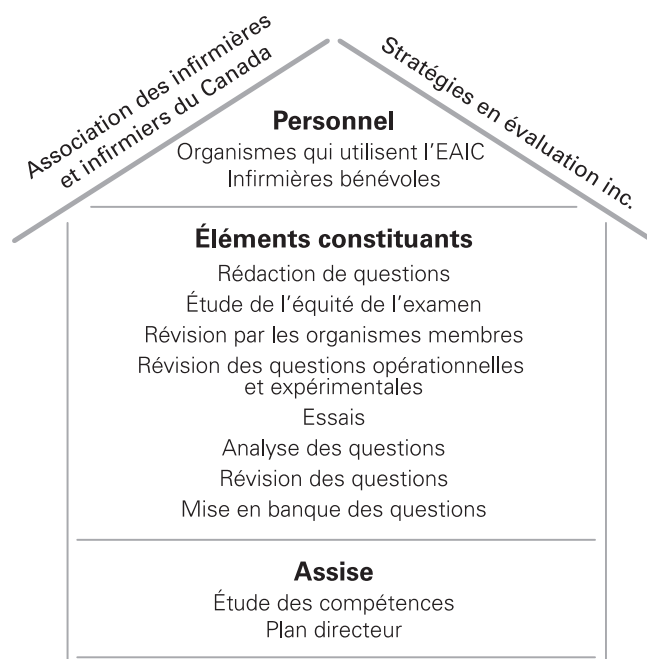 Association des infirmières
et infirmiers du Canada
Stratégies en évaluation inc.
Personnel
Organismes qui utilisent l'EAIC
Infirmières bénévoles
Éléments constituants
Rédaction de questions
Étude de l'équité de l'examen
Révision par les organismes membres
Révision des questions opérationnelles
et expérimentales
Essais
Analyse des questions
Révision des questions
Mise en banque des questions
Assise
Étude des compétences
Plan directeur